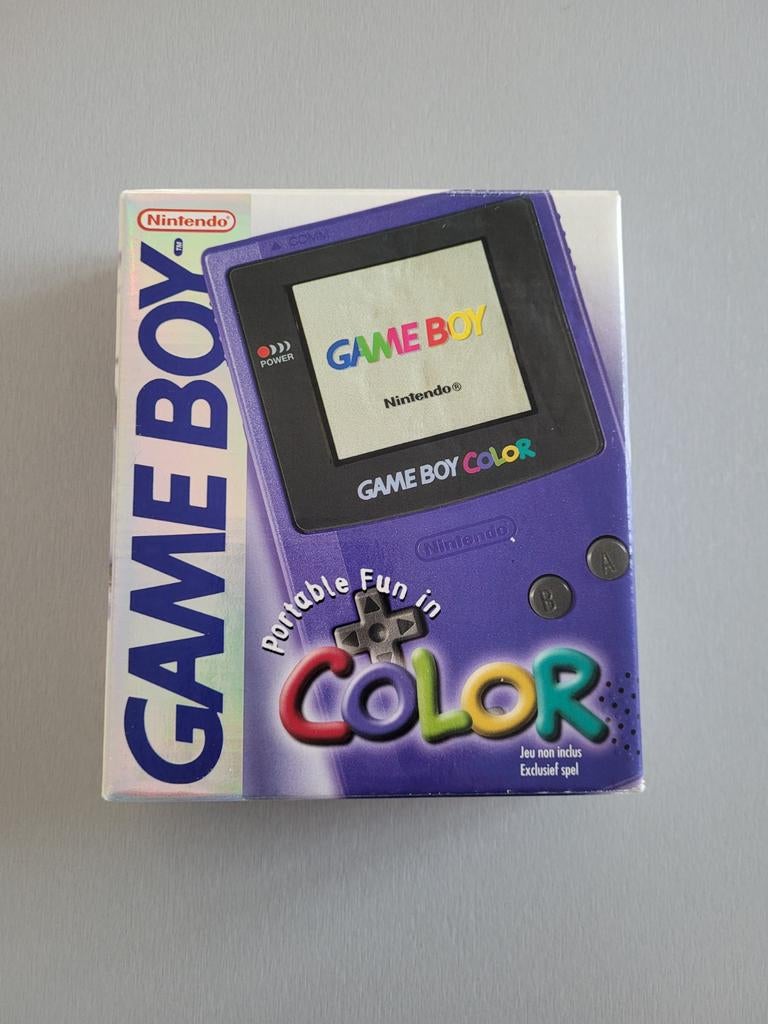 Nintendo®
GAME BOY™
COMM
POWER
GAME BOY
Nintendo®
GAME BOY COLOR
Nintendo
A
B
Portable Fun in
COLOR
Jeu non inclus
Exclusief spel